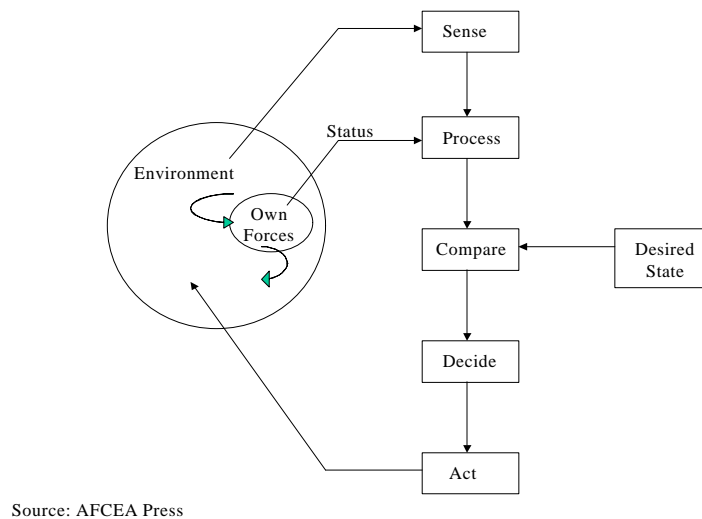 Sense
Status
Process
Environment
Own
Forces
Compare
Desired
State
Decide
Act
Source: AFCEA Press